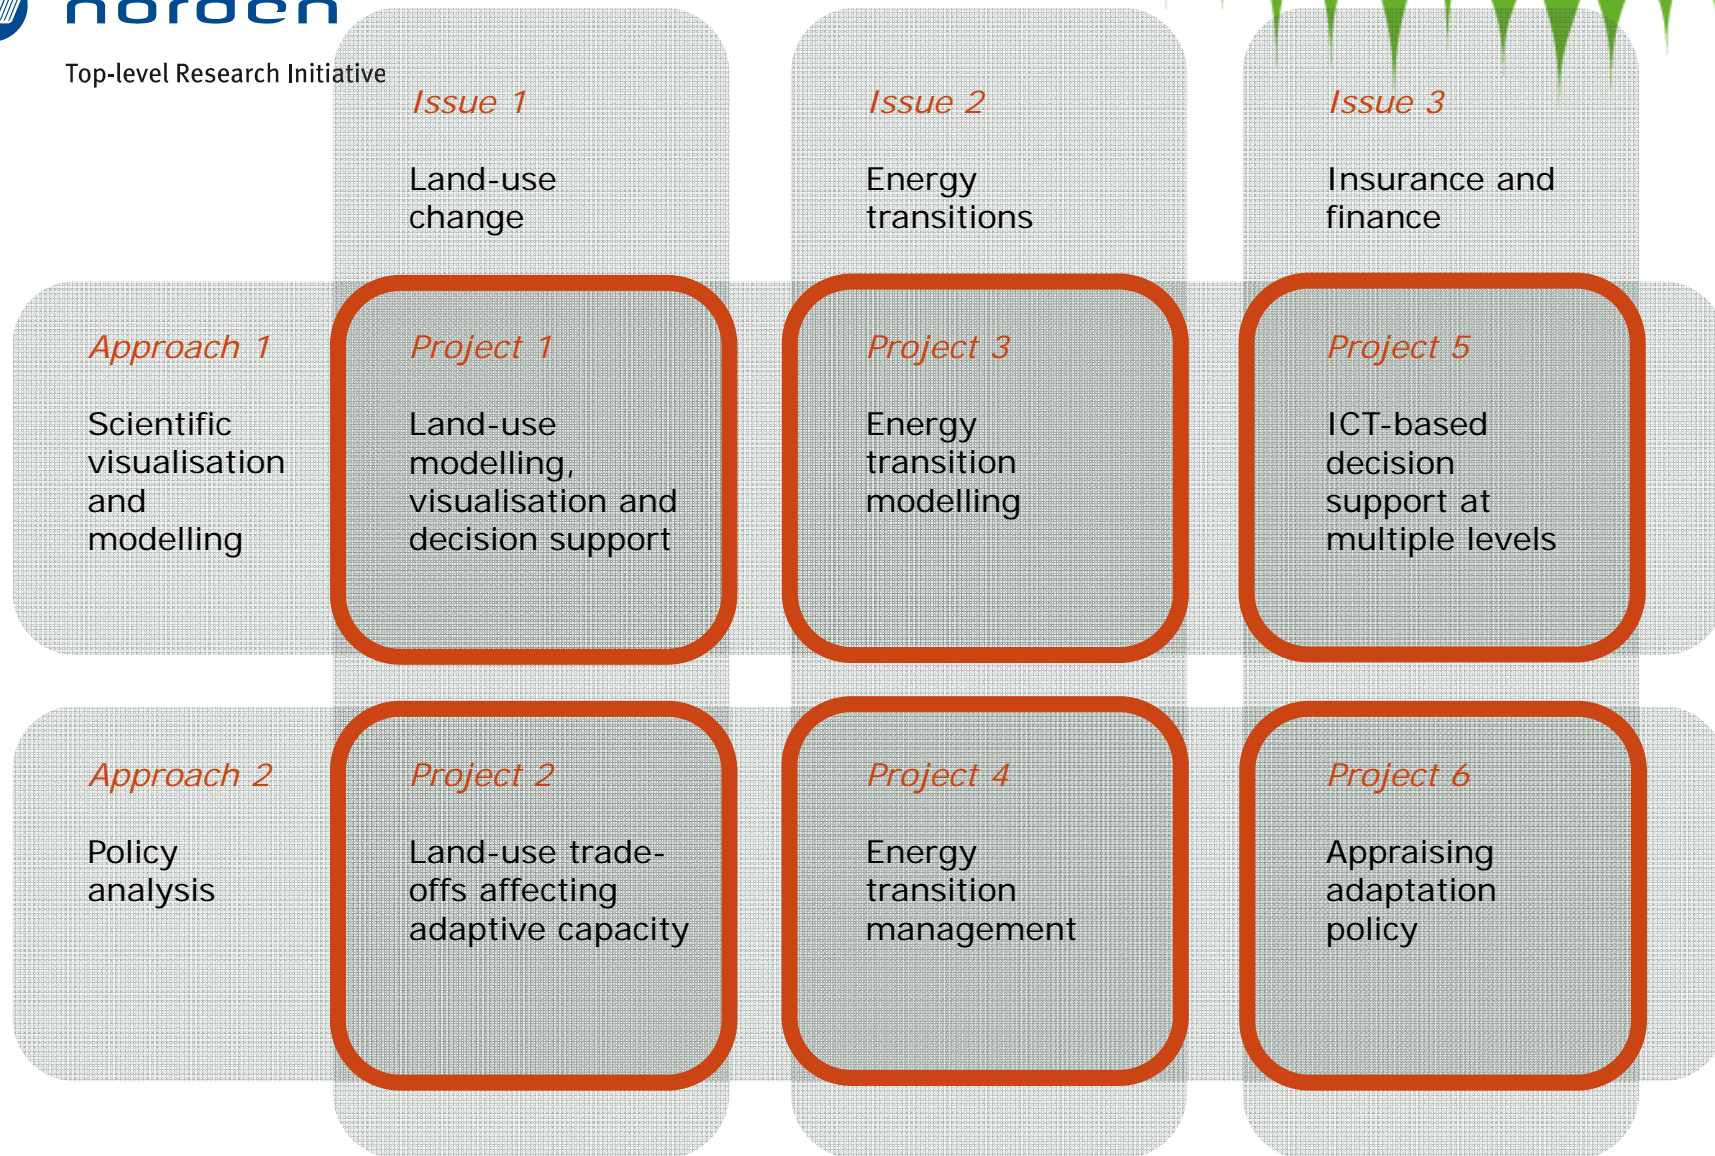 norden
Top-level Research Initiative
Issue 1
Land-use
change
Issue 2
Energy
transitions
Issue 3
Insurance and
finance
Approach 1
Scientific
visualisation
and
modelling
Project 1
Land-use
modelling,
visualisation and
decision support
Project 3
Energy
transition
modelling
Project 5
ICT-based
decision
support at
multiple levels
Approach 2
Policy
analysis
Project 2
Land-use trade-
offs affecting
adaptive capacity
Project 4
Energy
transition
management
Project 6
Appraising
adaptation
policy